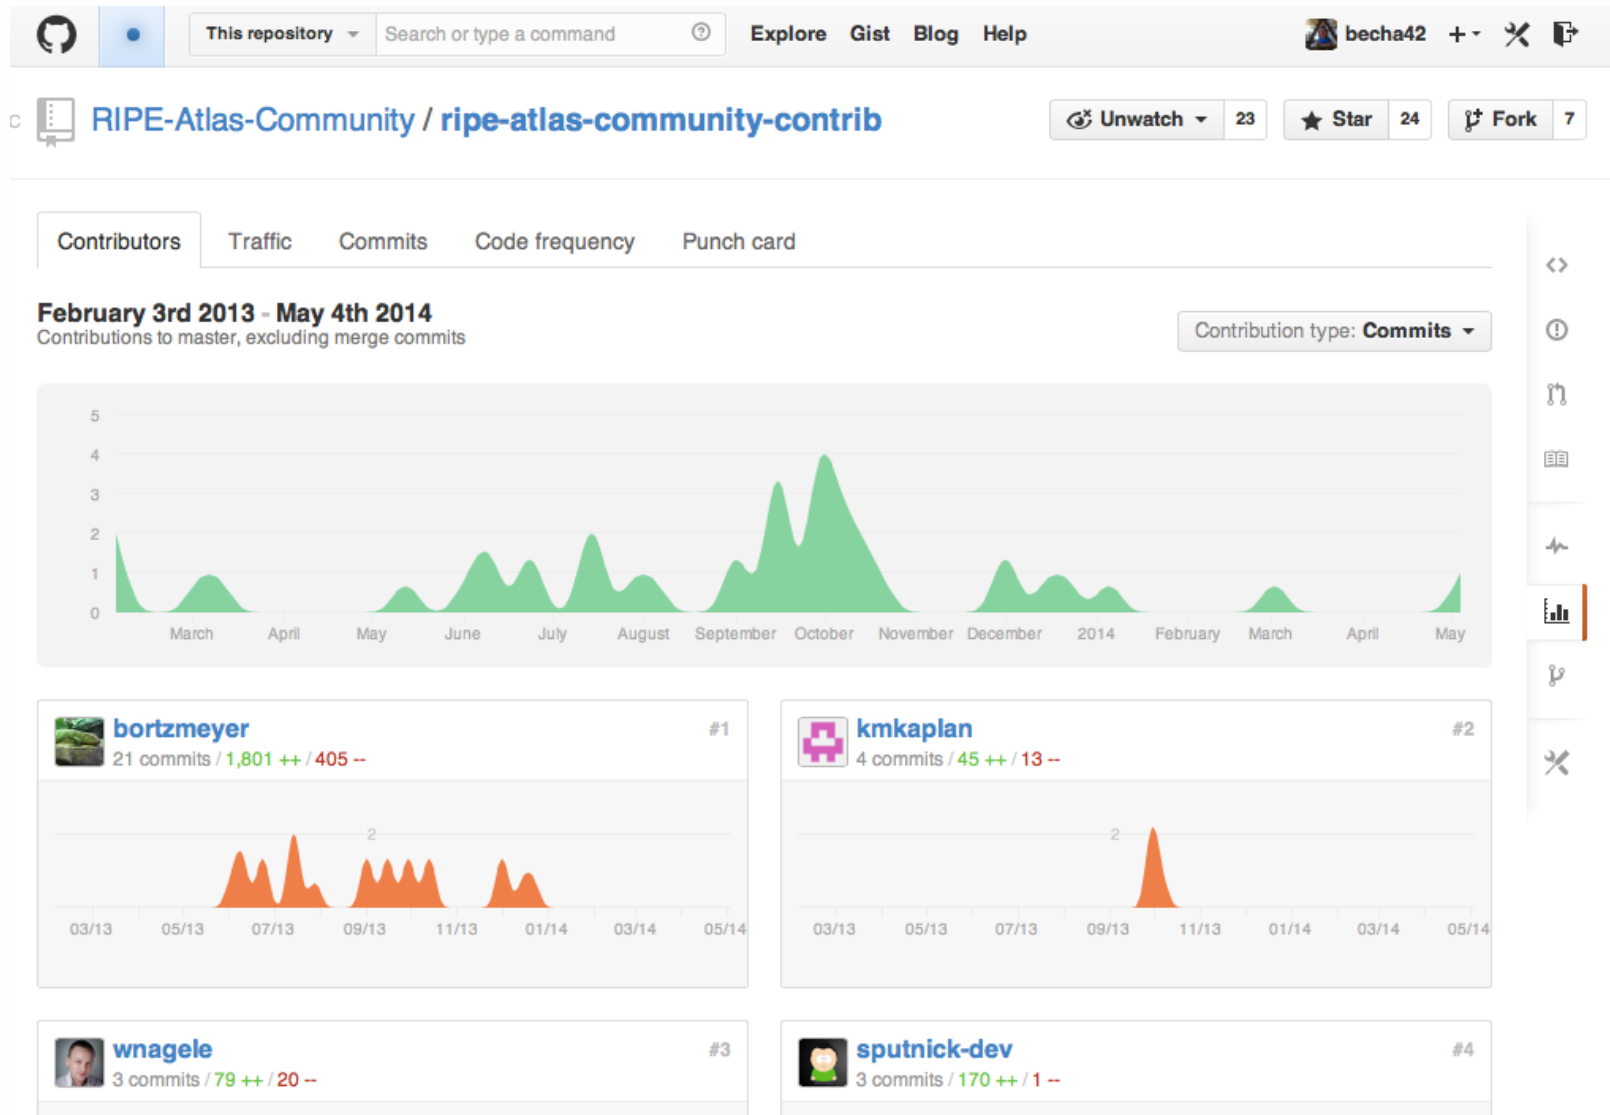 This repository Search or type a command Explore Gist Blog Help becha42
c RIPE-Atlas-Community / ripe-atlas-community-contrib Unwatch 23 Star 24 Fork 7
Contributors Traffic Commits Code frequency Punch card
February 3rd 2013 - May 4th 2014
Contributions to master, excluding merge commits
Contribution type: Commits
5
4
3
2
1
0
March April May June July August September October November December 2014 February March April May
bortzmeyer #1
21 commits / 1,801 ++ / 405 --
2
03/13 05/13 07/13 09/13 11/13 01/14 03/14 05/14
kmkaplan #2
4 commits / 45 ++ / 13 --
2
03/13 05/13 07/13 09/13 11/13 01/14 03/14 05/14
wnagele #3
3 commits / 79 ++ / 20 --
sputnick-dev #4
3 commits / 170 ++ / 1 --